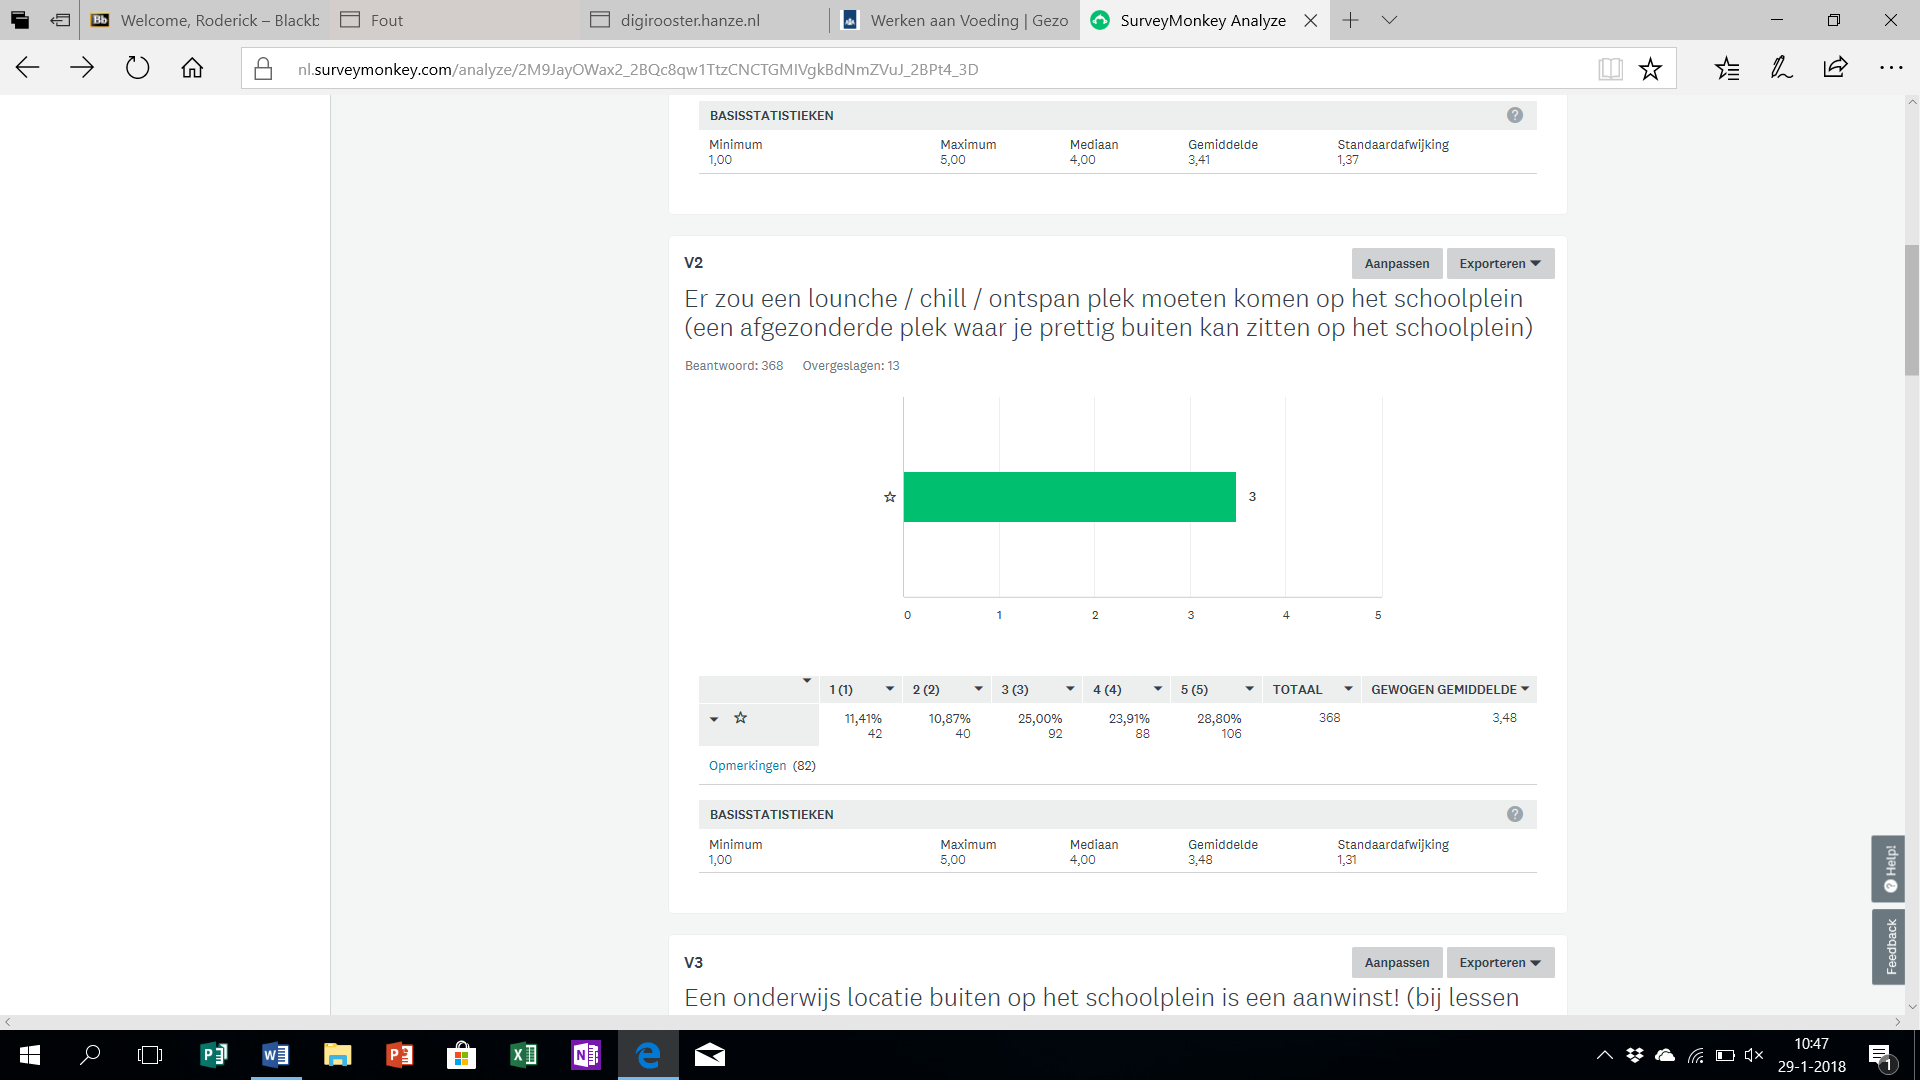 Welcome, Roderick – Blackb
Fout
digirooster.hanze.nl
Werken aan Voeding | Gezo
SurveyMonkey Analyze
nl.surveymonkey.com/analyze/2M9JayOWax2_2BQc8qw1TtzCNCTGMIVgkBdNmZVuJ_2BPt4_3D
BASISSTATISTIEKEN
Minimum Maximum Mediaan Gemiddelde Standaardafwijking
1,00 5,00 4,00 3,41 1,37
V2
Aanpassen Exporteren
Er zou een lounche / chill / ontspan plek moeten komen op het schoolplein
(een afgezonderde plek waar je prettig buiten kan zitten op het schoolplein)
Beantwoord: 368 Overgeslagen: 13
3
0 1 2 3 4 5
1 (1) 2 (2) 3 (3) 4 (4) 5 (5) TOTAAL GEWOGEN GEMIDDELDE
11,41% 10,87% 25,00% 23,91% 28,80% 368 3,48
42 40 92 88 106
Opmerkingen (82)
BASISSTATISTIEKEN
Minimum Maximum Mediaan Gemiddelde Standaardafwijking
1,00 5,00 4,00 3,48 1,31
Help!
Feedback
V3
Aanpassen Exporteren
Een onderwijs locatie buiten op het schoolplein is een aanwinst! (bij lessen
10:47
29-1-2018
1